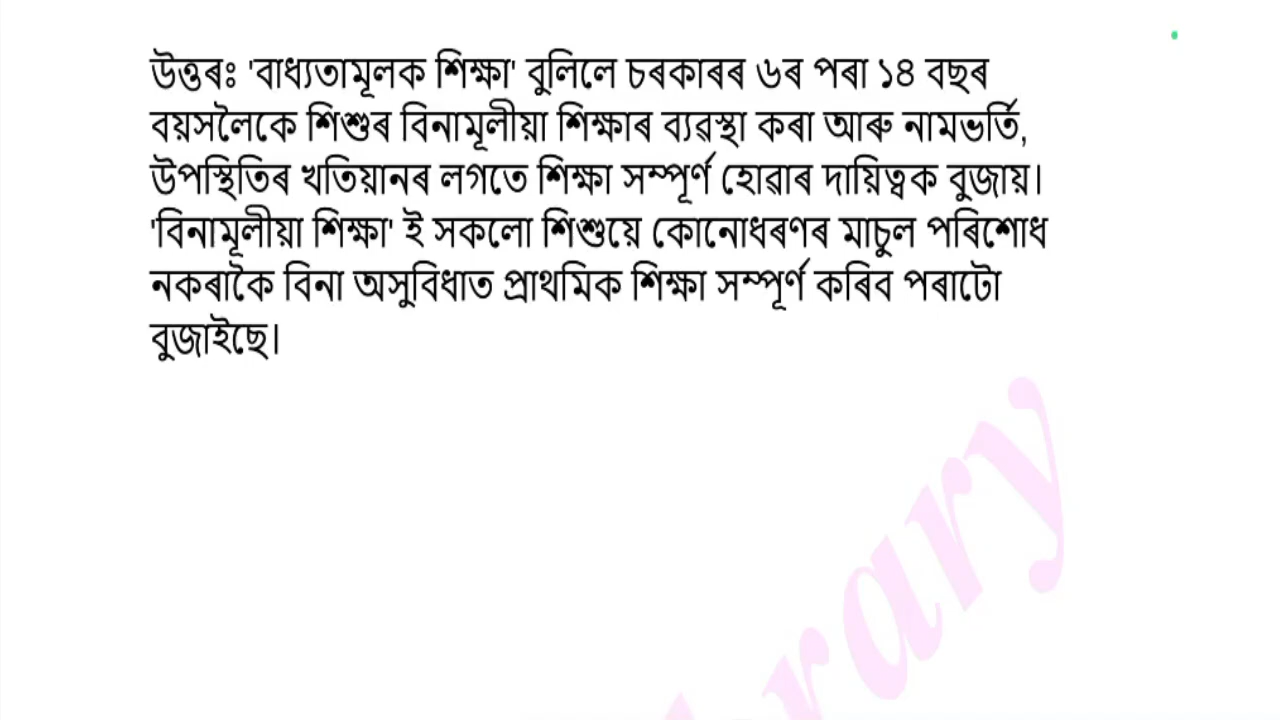 উত্তৰঃ 'বাধ্যতামূলক শিক্ষা' বুলিলে চৰকাৰৰ ৬ৰ পৰা ১৪ বছৰ
বয়সলৈকে শিশুৰ বিনামূলীয়া শিক্ষাৰ ব্যৱস্থা কৰা আৰু নামভৰ্তি,
উপস্থিতিৰ খতিয়ানৰ লগতে শিক্ষা সম্পূৰ্ণ হোৱাৰ দায়িত্বক বুজায়।
'বিনামূলীয়া শিক্ষা' ই সকলো শিশুয়ে কোনোধৰণৰ মাচুল পৰিশোধ
নকৰাকৈ বিনা অসুবিধাত প্ৰাথমিক শিক্ষা সম্পূৰ্ণ কৰিব পৰাটো
বুজাইছে।